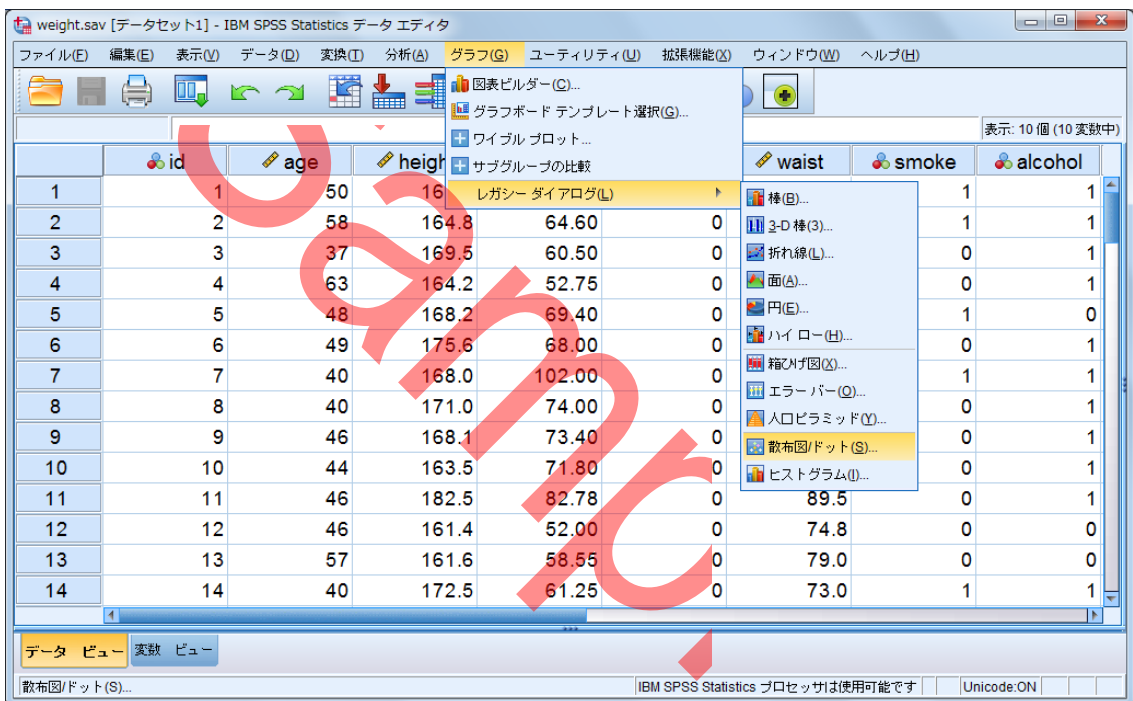 weight.sav [データセット1] - IBM SPSS Statistics データ エディタ
ファイル(F) 編集(E) 表示(V) データ(D) 変換(T) 分析(A) グラフ(G) ユーティリティ(U) 拡張機能(X) ウィンドウ(W) ヘルプ(H)
図表ビルダー(C)...
グラフボード テンプレート選択(G)...
ワイブル プロット...
サブグループの比較
レガシー ダイアログ(L)
棒(B)...
3-D 棒(3)...
折れ線(L)...
面(A)...
円(E)...
ハイ ロー(H)...
箱ひげ図(X)...
エラー バー(O)...
人口ピラミッド(Y)...
散布図/ドット(S)...
ヒストグラム(I)...
表示: 10 個 (10 変数中)
id age heigh waist smoke alcohol
1 1 50 16 1 1
2 2 58 164.8 64.60 0 1 1
3 3 37 169.5 60.50 0 0 1
4 4 63 164.2 52.75 0 0 1
5 5 48 168.2 69.40 0 1 0
6 6 49 175.6 68.00 0 0 1
7 7 40 168.0 102.00 0 1 1
8 8 40 171.0 74.00 0 0 1
9 9 46 168.1 73.40 0 0 1
10 10 44 163.5 71.80 0 0 1
11 11 46 182.5 82.78 0 89.5 0 1
12 12 46 161.4 52.00 0 74.8 0 0
13 13 57 161.6 58.55 0 79.0 0 0
14 14 40 172.5 61.25 0 73.0 1 1
データ ビュー 変数 ビュー
散布図/ドット(S)... IBM SPSS Statistics プロセッサは使用可能です Unicode:ON